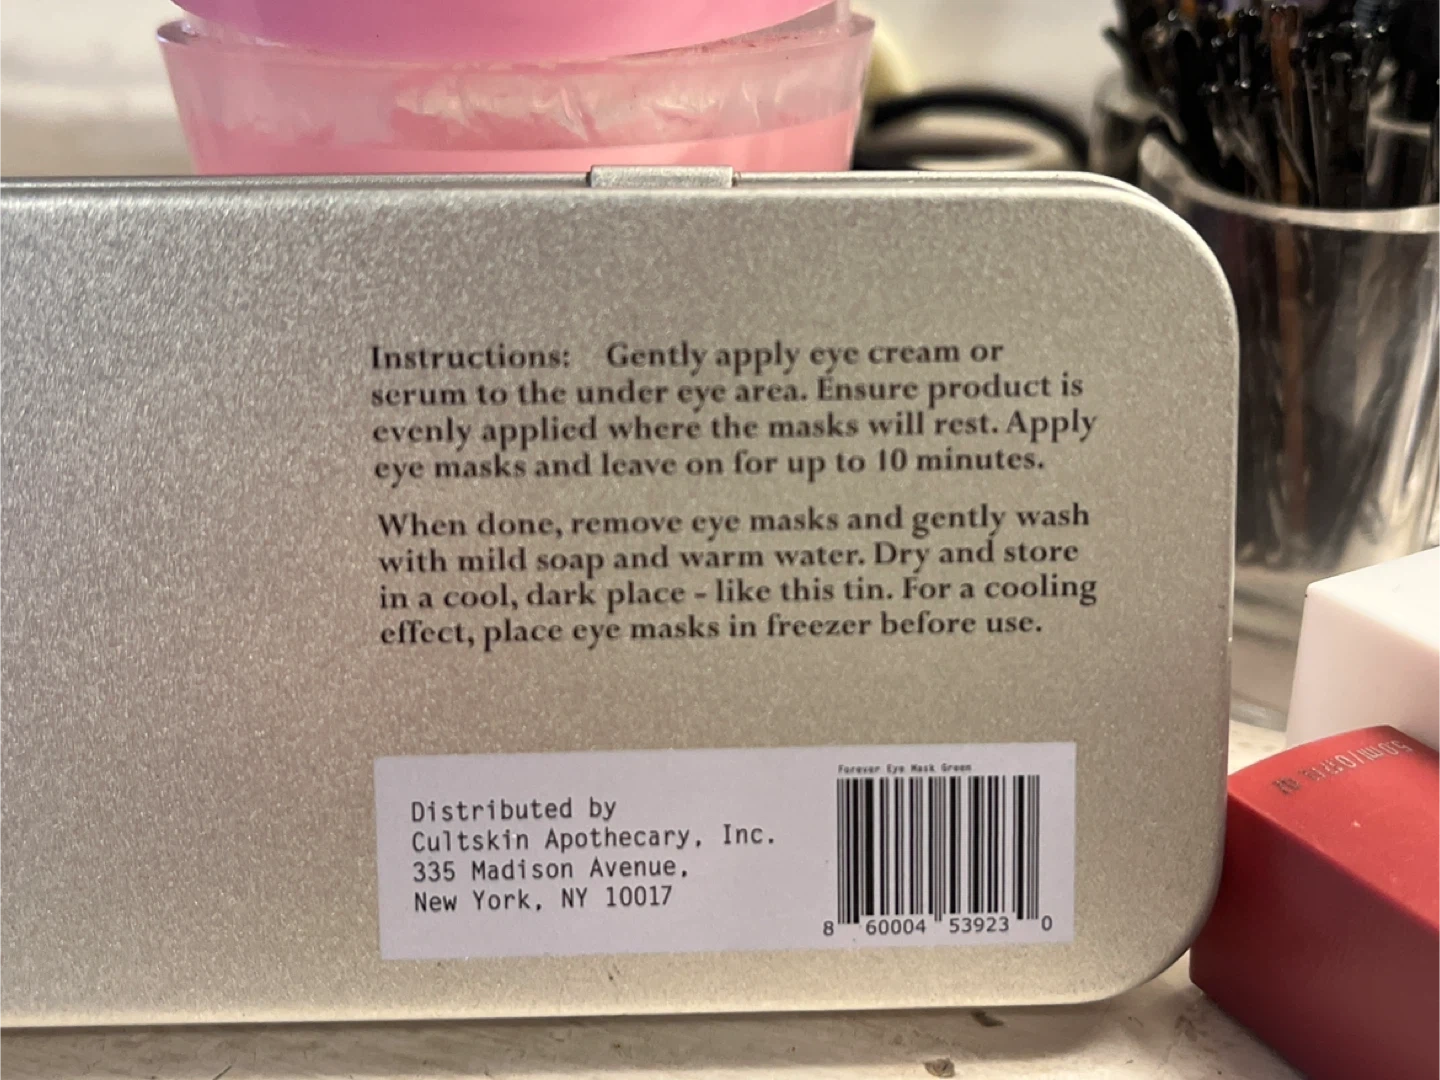 Instructions: Gently apply eye cream or
serum to the under eye area. Ensure product is
evenly applied where the masks will rest. Apply
eye masks and leave on for up to 10 minutes.
When done, remove eye masks and gently wash
with mild soap and warm water. Dry and store
in a cool, dark place - like this tin. For a cooling
effect, place eye masks in freezer before use.
Distributed by
Cultskin Apothecary, Inc.
335 Madison Avenue,
New York, NY 10017
Forever Eye Mask Green
8 60004 53923 0